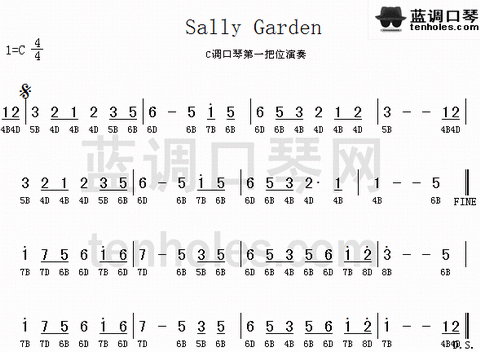 Sally Garden
蓝调口琴
tenholes.com
1=C 4/4
C调口琴第一把位演奏
12 | 3 2 1 2 3 5 | 6 - 5 i 5 | 6 5 3 2 1 2 | 3 - - 12 |
4B4D 5B 4D 4B 4D 5B 6B 6D 6B 7B 6B 6D 6B 5B 4D 4B 4D 5B 4B4D
蓝调口琴网
3 2 1 2 3 5 | 6 - 5 i 5 | 6 5 3 2· 1 | 1 - - 5 ‖
5B 4D 4B 4D 5B 6B 6D 6B 7B 6B 6D 6B 5B 4D 4B 4B 6B FINE
tenholes.com
i 7 5 6 i 6 | 7 - 5 5 5 | 6 5 3 5 6 i 2 | 3 - - 5 |
7B 7D 6B 6D 7B 6D 7D 6B 6B 6B 6D 6B 4B 6B 6D 7B 8D 8B 6B
i 7 5 6 i 6 | 7 - 5 i 5 | 6 5 3 5 6 i 2 | i - - 12 ‖
7B 7D 6B 6D 7B 6D 7D 6B 7B 6B 6D 6B 5B 6B 6D 7B 8D 7B 4B4D
D.S.